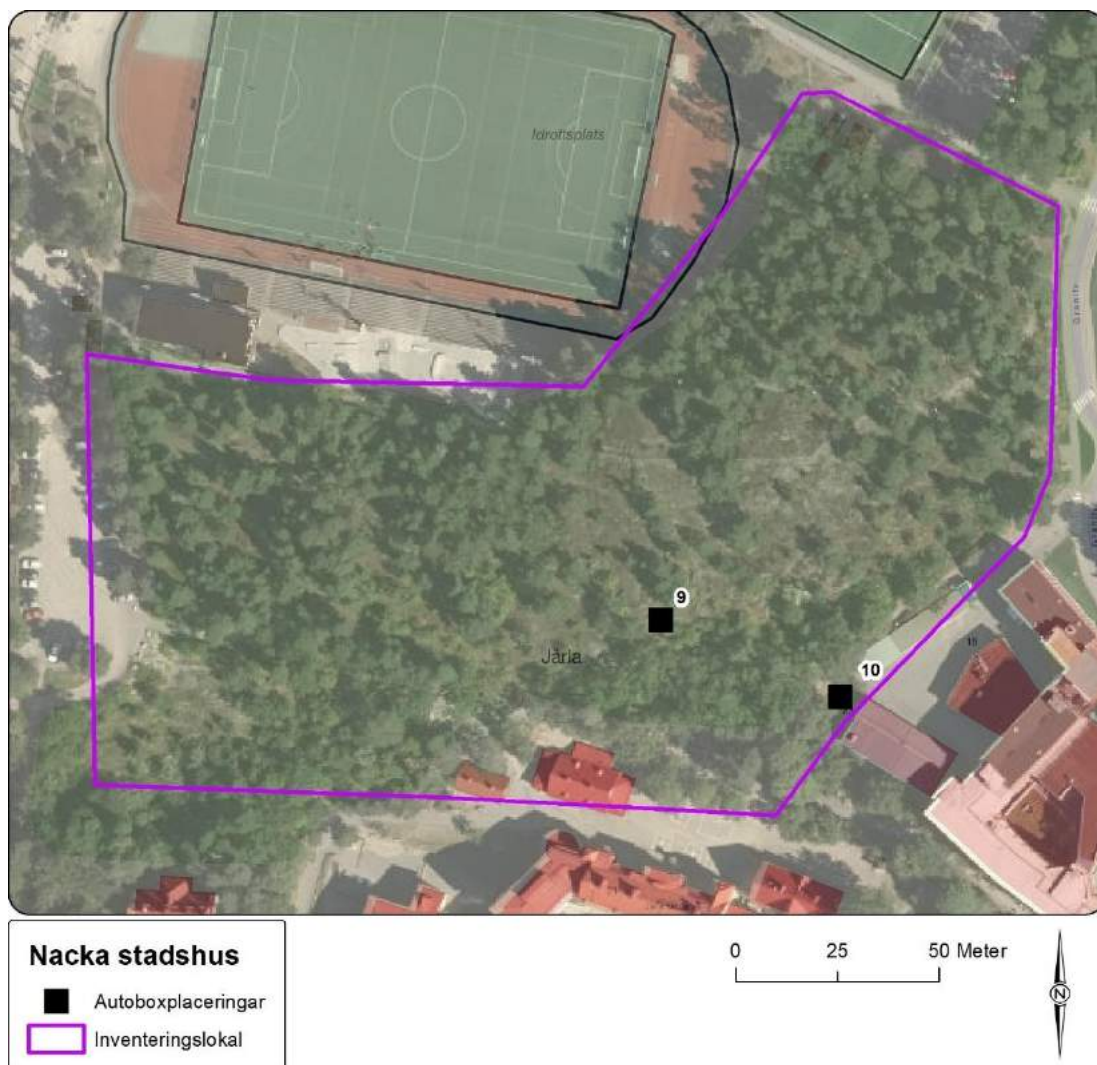 Idrottsplats
9
Järla
10
Nacka stadshus
Autoboxplaceringar
Inventeringslokal
0 25 50 Meter
N